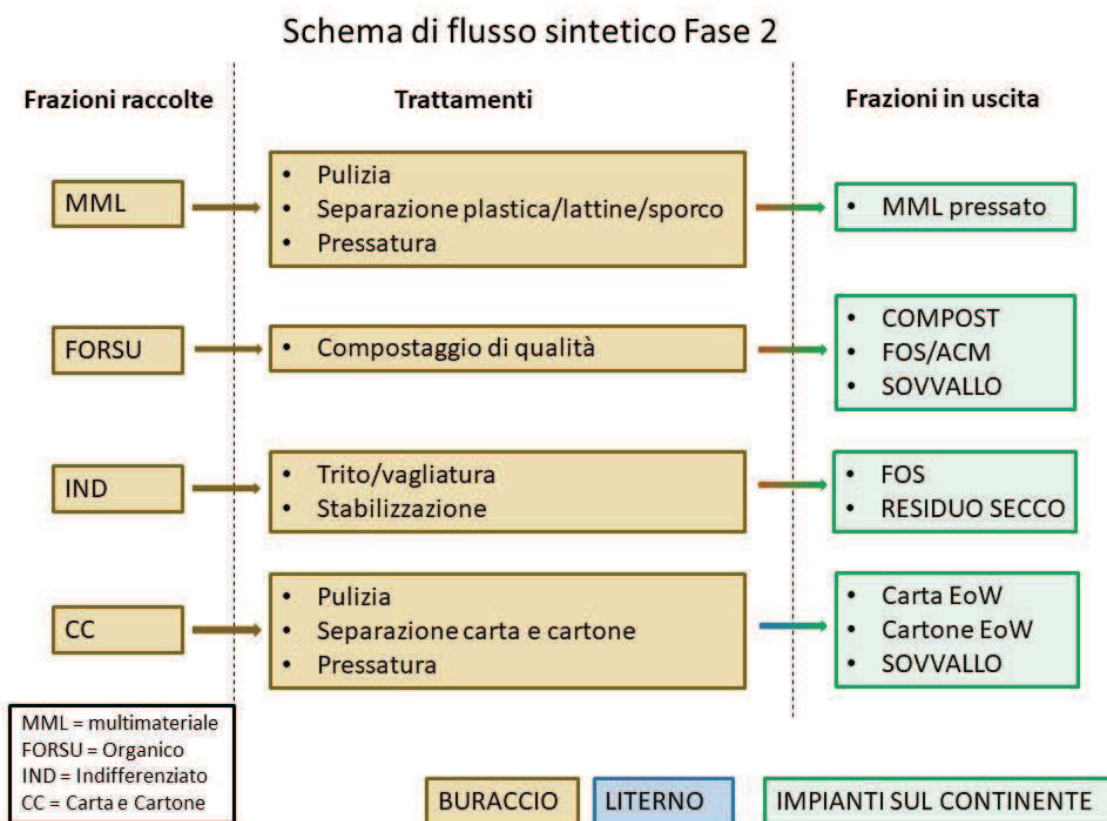 Schema di flusso sintetico Fase 2
Frazioni raccolte
Trattamenti
Frazioni in uscita
MML
• Pulizia
• Separazione plastica/lattine/sporco
• Pressatura
• MML pressato
FORSU
• Compostaggio di qualità
• COMPOST
• FOS/ACM
• SOVVALLO
IND
• Trito/vagliatura
• Stabilizzazione
• FOS
• RESIDUO SECCO
CC
• Pulizia
• Separazione carta e cartone
• Pressatura
• Carta EoW
• Cartone EoW
• SOVVALLO
MML = multimateriale
FORSU = Organico
IND = Indifferenziato
CC = Carta e Cartone
BURACCIO
LITERNO
IMPIANTI SUL CONTINENTE